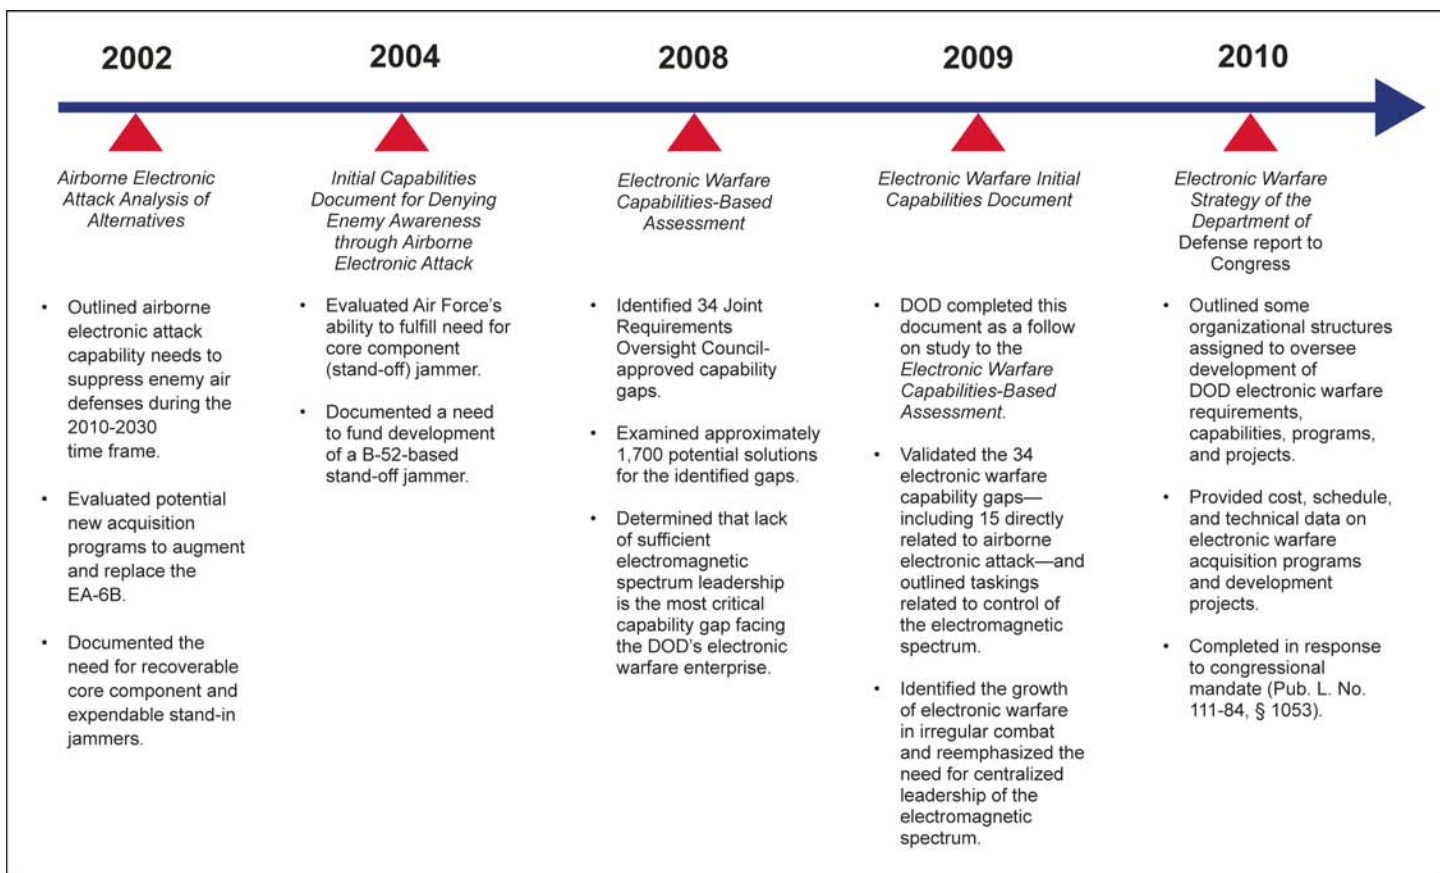 2002
Airborne Electronic
Attack Analysis of
Alternatives
• Outlined airborne
electronic attack
capability needs to
suppress enemy air
defenses during the
2010-2030
time frame.
• Evaluated potential
new acquisition
programs to augment
and replace the
EA-6B.
• Documented the
need for recoverable
core component and
expendable stand-in
jammers.
2004
Initial Capabilities
Document for Denying
Enemy Awareness
through Airborne
Electronic Attack
• Evaluated Air Force’s
ability to fulfill need for
core component
(stand-off) jammer.
• Documented a need
to fund development
of a B-52-based
stand-off jammer.
2008
Electronic Warfare
Capabilities-Based
Assessment
• Identified 34 Joint
Requirements
Oversight Council-
approved capability
gaps.
• Examined approximately
1,700 potential solutions
for the identified gaps.
• Determined that lack
of sufficient
electromagnetic
spectrum leadership
is the most critical
capability gap facing
the DOD’s electronic
warfare enterprise.
2009
Electronic Warfare Initial
Capabilities Document
• DOD completed this
document as a follow
on study to the
Electronic Warfare
Capabilities-Based
Assessment.
• Validated the 34
electronic warfare
capability gaps—
including 15 directly
related to airborne
electronic attack—and
outlined taskings
related to control of
the electromagnetic
spectrum.
• Identified the growth
of electronic warfare
in irregular combat
and reemphasized the
need for centralized
leadership of the
electromagnetic
spectrum.
2010
Electronic Warfare
Strategy of the
Department of
Defense report to
Congress
• Outlined some
organizational structures
assigned to oversee
development of
DOD electronic warfare
requirements,
capabilities, programs,
and projects.
• Provided cost, schedule,
and technical data on
electronic warfare
acquisition programs
and development
projects.
• Completed in response
to congressional
mandate (Pub. L. No.
111-84, § 1053).